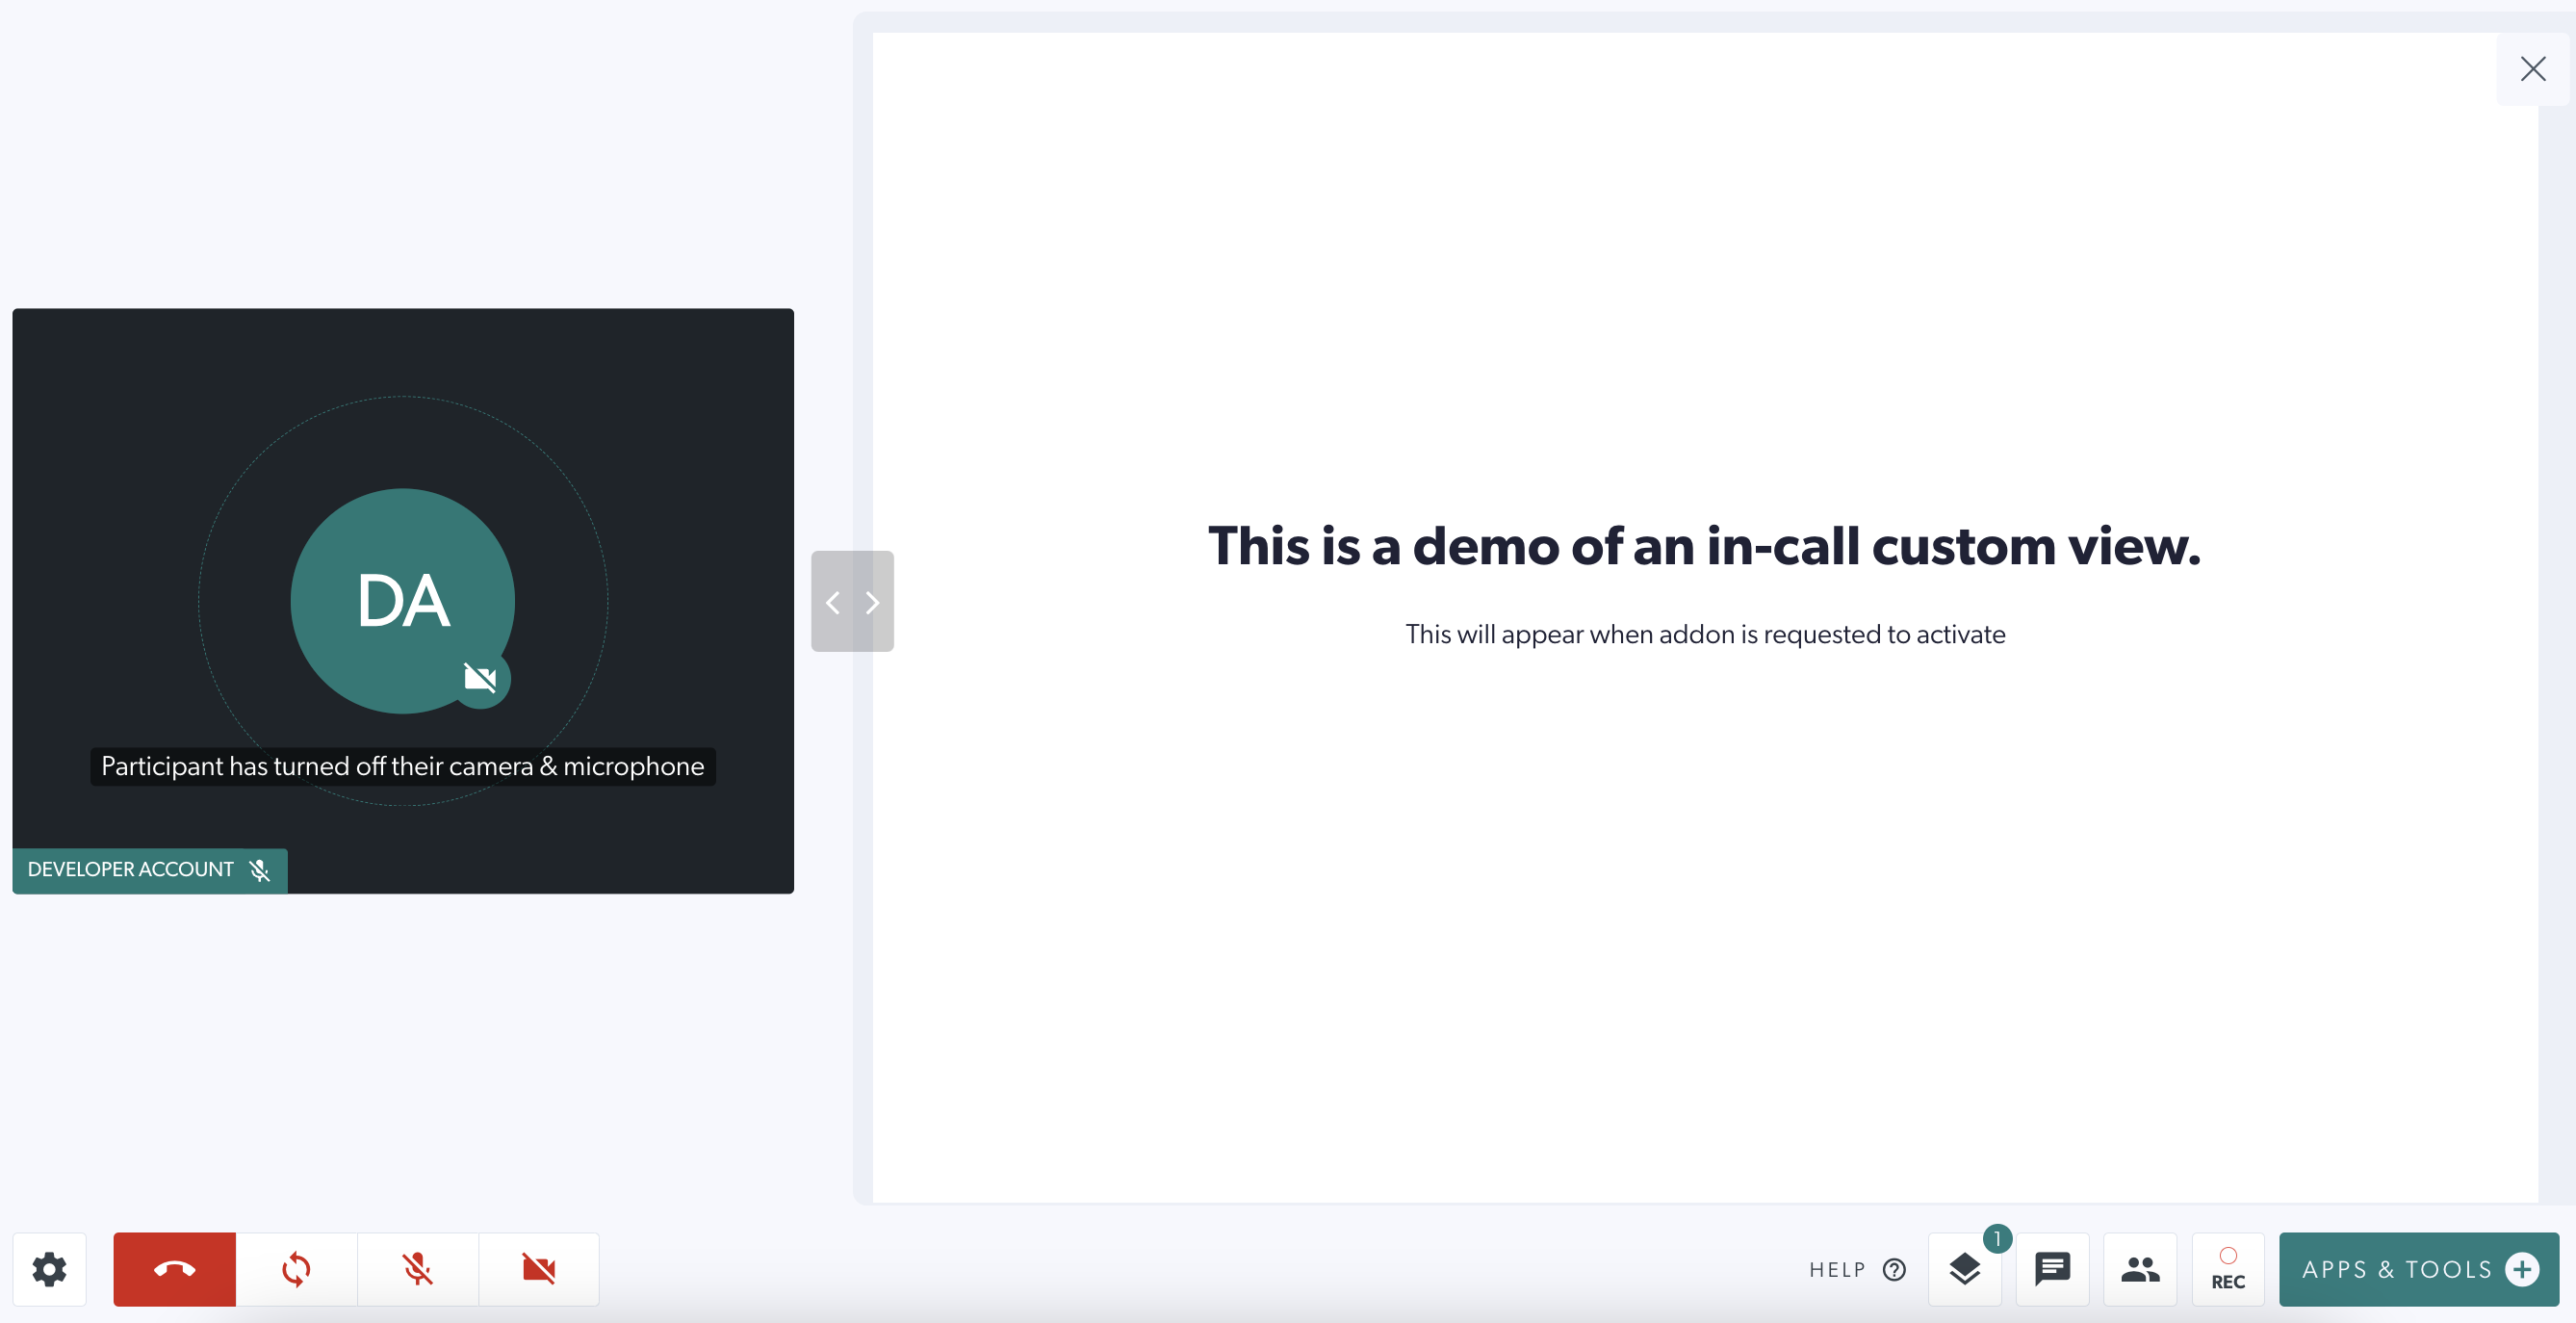 This is a demo of an in-call custom view.
This will appear when addon is requested to activate
DA
Participant has turned off their camera & microphone
DEVELOPER ACCOUNT
HELP
1
REC
APPS & TOOLS